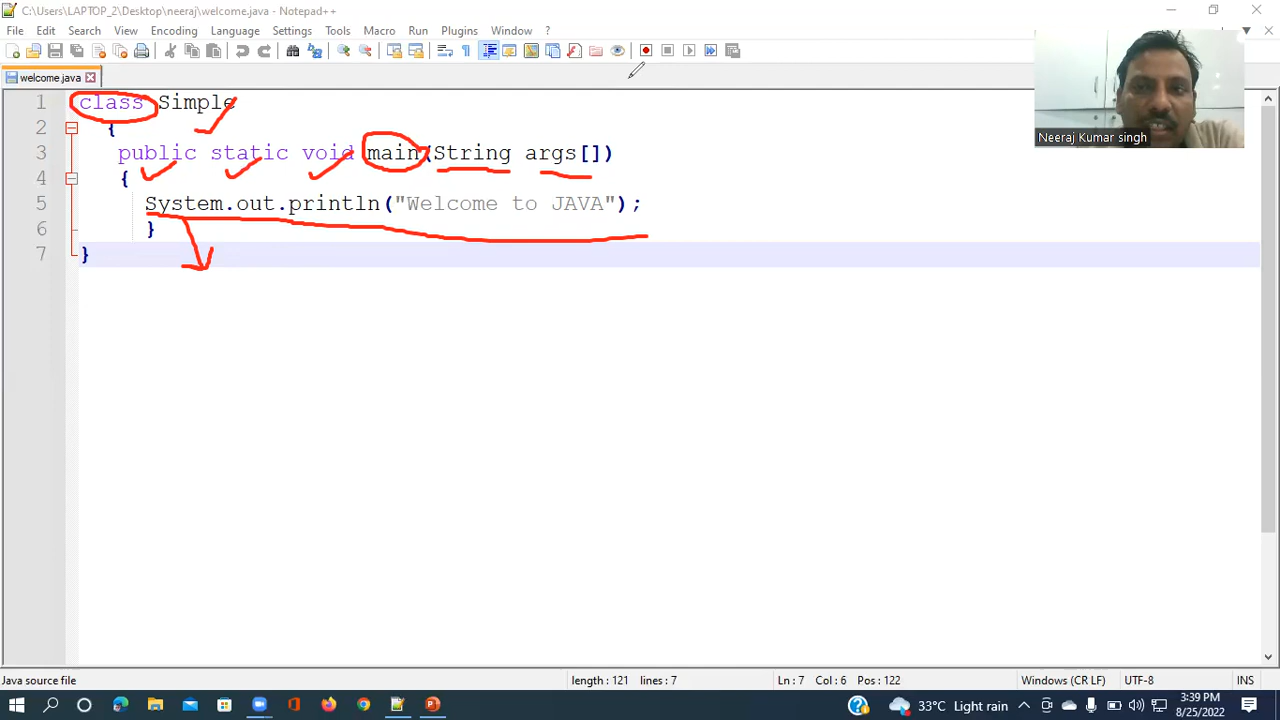 C:\Users\LAPTOP_2\Desktop\neeraj\welcome.java - Notepad++
File Edit Search View Encoding Language Settings Tools Macro Run Plugins Window ?
welcome.java
1 class Simple
2 {
3 public static void main(String args[])
4 {
5 System.out.println("Welcome to JAVA");
6 }
7 }
Neeraj Kumar singh
Java source file length : 121 lines : 7 Ln : 7 Col : 6 Pos : 122 Windows (CR LF) UTF-8 INS
33°C Light rain
3:39 PM
8/25/2022